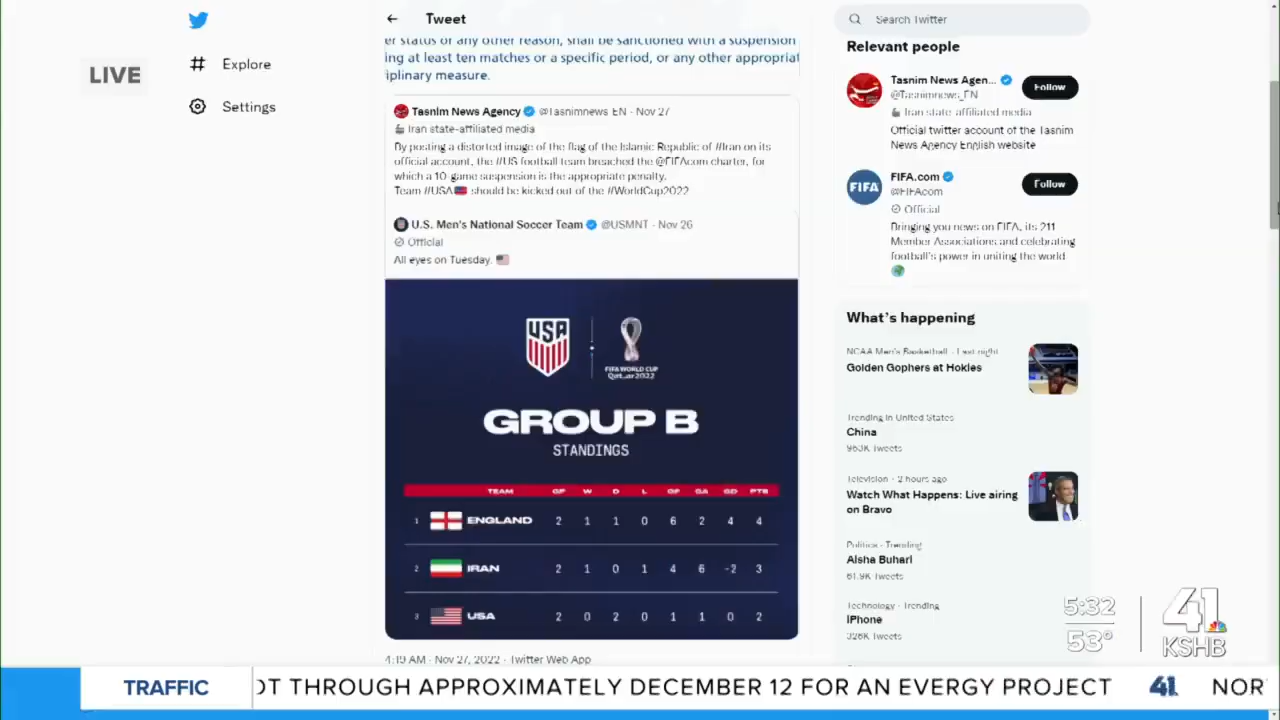 Tweet
Search Twitter
LIVE
Explore
Settings
er status or any other reason, shall be sanctioned with a suspension
ing at least ten matches or a specific period, or any other appropriat
iplinary measure.
Tasnim News Agency @Tasnimnews_EN · Nov 27
Iran state-affiliated media
By posting a distorted image of the flag of the Islamic Republic of #Iran on its
official account, the #US football team breached the @FIFAcom charter, for
which a 10-game suspension is the appropriate penalty.
Team #USA should be kicked out of the #WorldCup2022
U.S. Men's National Soccer Team @USMNT · Nov 26
Official
All eyes on Tuesday.
USA
FIFA WORLD CUP
Qatar2022
GROUP B
STANDINGS
TEAM GP W D L GF GA GD PTS
1 ENGLAND 2 1 1 0 6 2 4 4
2 IRAN 2 1 0 1 4 6 -2 3
3 USA 2 0 2 0 1 1 0 2
4:19 AM · Nov 27, 2022 · Twitter Web App
Relevant people
Tasnim News Agen...
@Tasnimnews_EN
Follow
Iran state-affiliated media
Official twitter account of the Tasnim
News Agency English website
FIFA
FIFA.com
@FIFAcom
Follow
Official
Bringing you news on FIFA, its 211
Member Associations and celebrating
football's power in uniting the world
What's happening
NCAA Men's Basketball · Last night
Golden Gophers at Hokies
Trending in United States
China
953K Tweets
Television · 2 hours ago
Watch What Happens: Live airing
on Bravo
Politics · Trending
Aisha Buhari
61.9K Tweets
Technology · Trending
iPhone
326K Tweets
5:32
53°
41
KSHB
TRAFFIC
OT THROUGH APPROXIMATELY DECEMBER 12 FOR AN EVERGY PROJECT 41 NOR